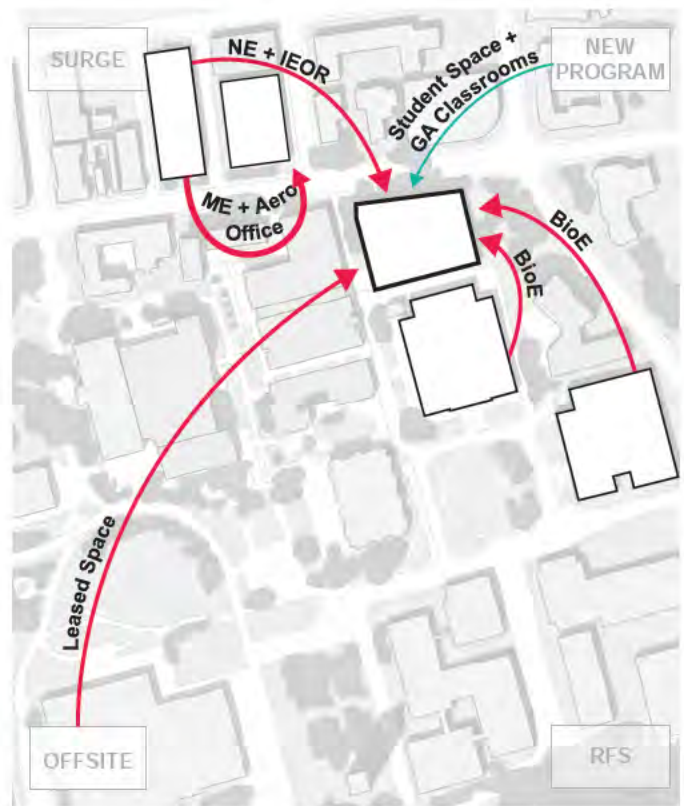 SURGE
NE + IEOR
Student Space +
GA Classrooms
NEW
PROGRAM
ME + Aero
Office
BioE
BioE
Leased Space
OFFSITE
RFS